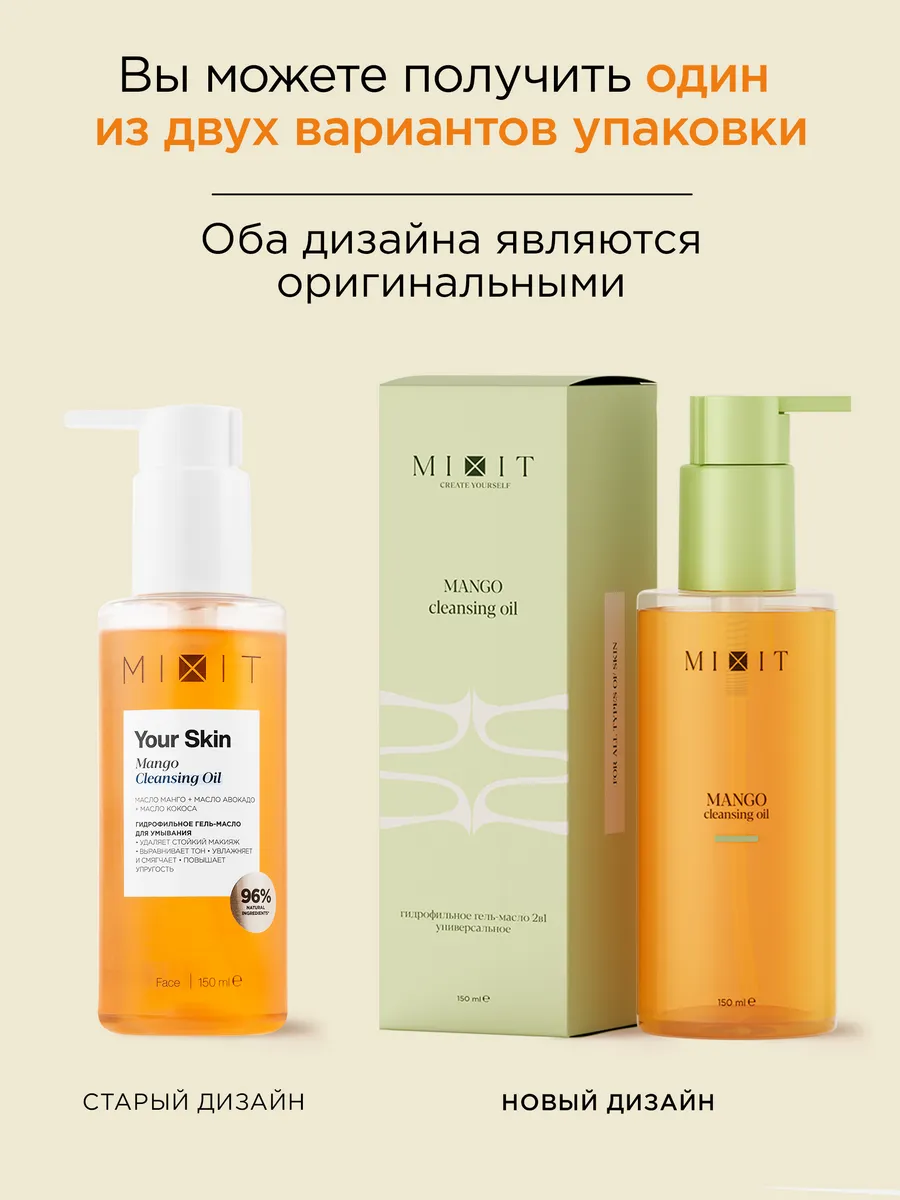 Вы можете получить один
из двух вариантов упаковки
Оба дизайна являются
оригинальными
MIXIT
Your Skin
Mango
Cleansing Oil
МАСЛО МАНГО + МАСЛО АВОКАДО
+ МАСЛО КОКОСА
ГИДРОФИЛЬНОЕ ГЕЛЬ-МАСЛО
ДЛЯ УМЫВАНИЯ
• УДАЛЯЕТ СТОЙКИЙ МАКИЯЖ
• ВЫРАВНИВАЕТ ТОН • УВЛАЖНЯЕТ
И СМЯГЧАЕТ • ПОВЫШАЕТ
УПРУГОСТЬ
96%
NATURAL
INGREDIENTS*
Face | 150 ml ℮
MIXIT
CREATE YOURSELF
MANGO
cleansing oil
FOR ALL TYPES OF SKIN
гидрофильное гель-масло 2в1
универсальное
150 ml ℮
MIXIT
MANGO
cleansing oil
150 ml ℮
СТАРЫЙ ДИЗАЙН
НОВЫЙ ДИЗАЙН